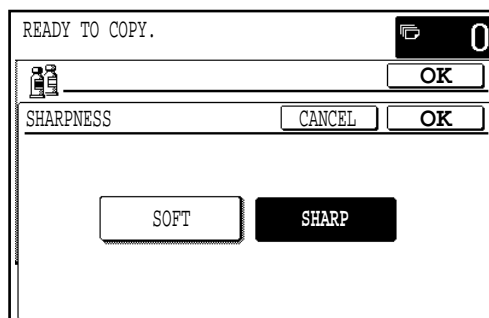 READY TO COPY. 0
OK
SHARPNESS CANCEL OK
SOFT SHARP